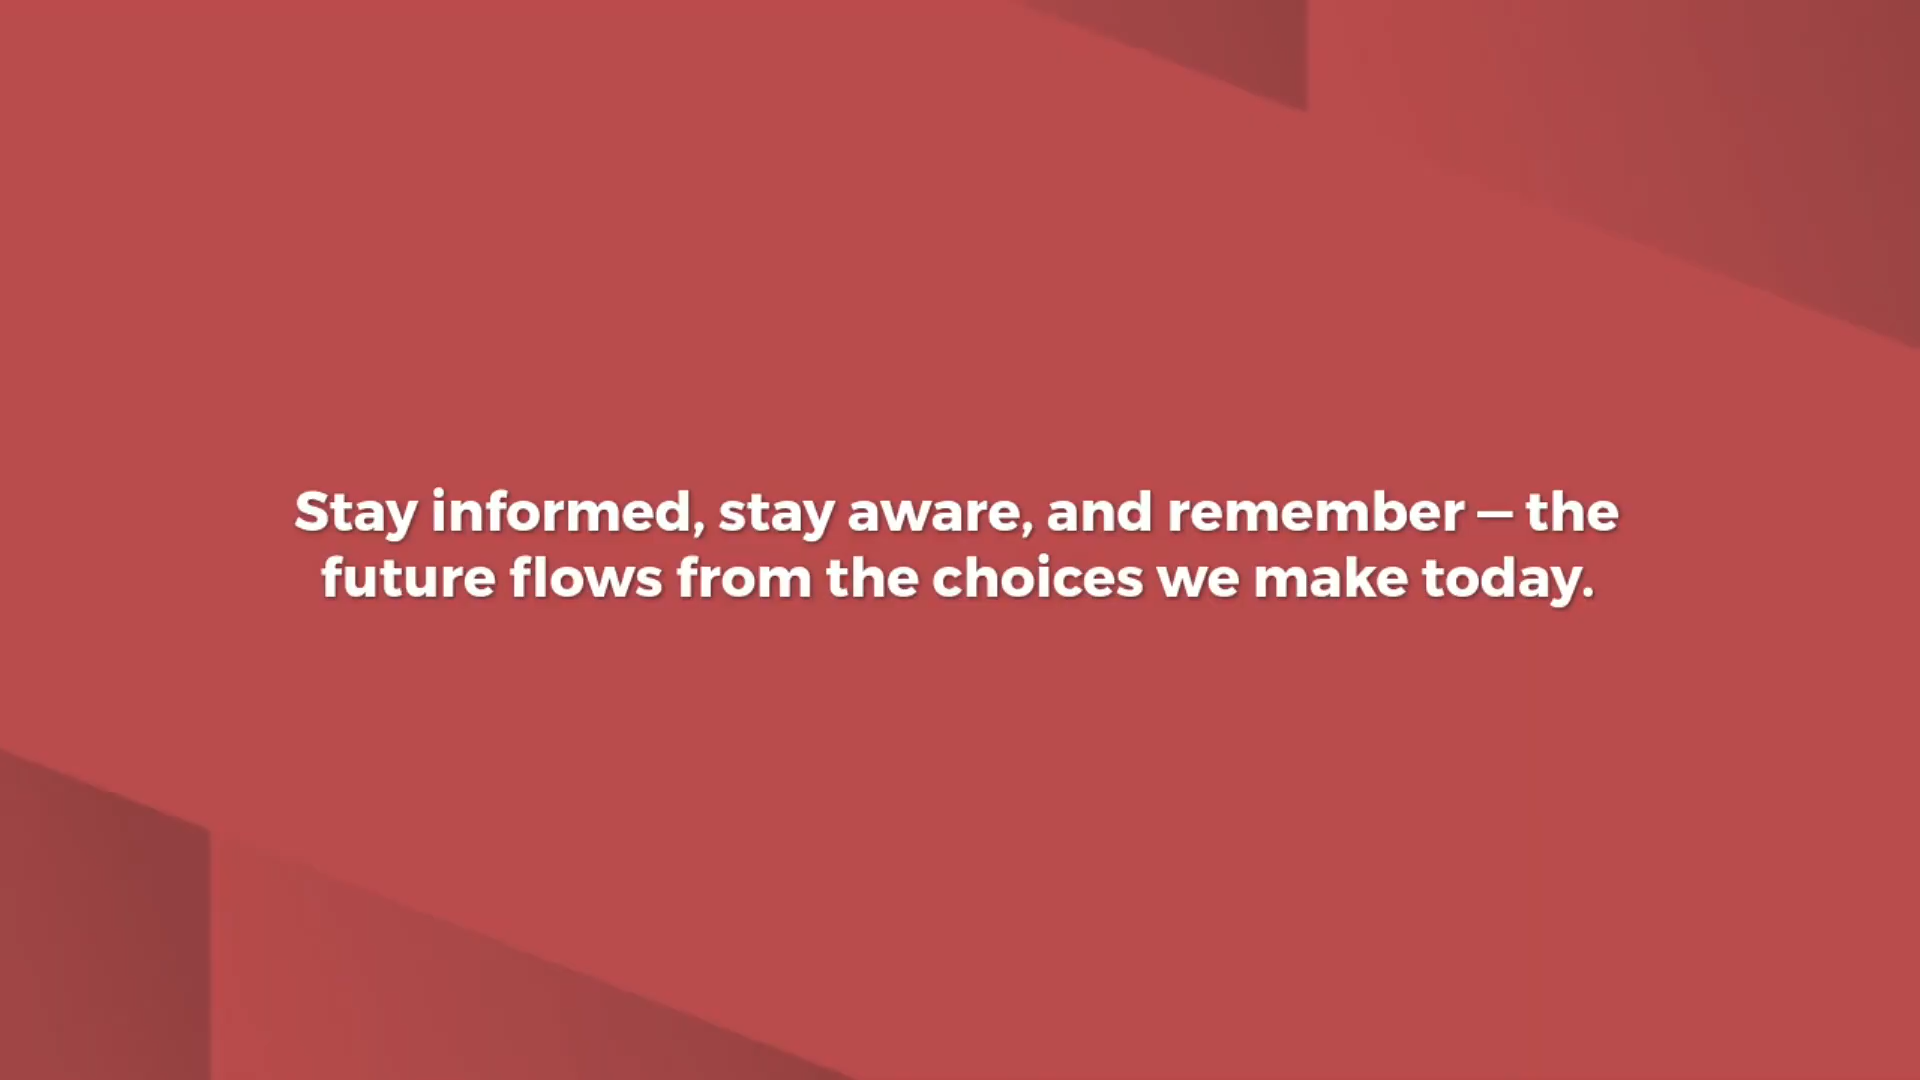 Stay informed, stay aware, and remember — the
future flows from the choices we make today.